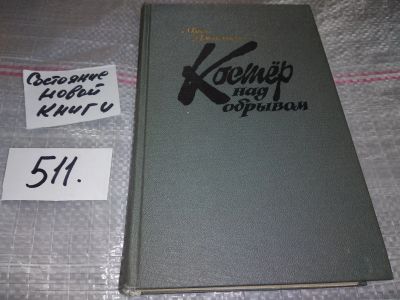 Состояние
новой
книги
511.
Костёр
над
обрывом